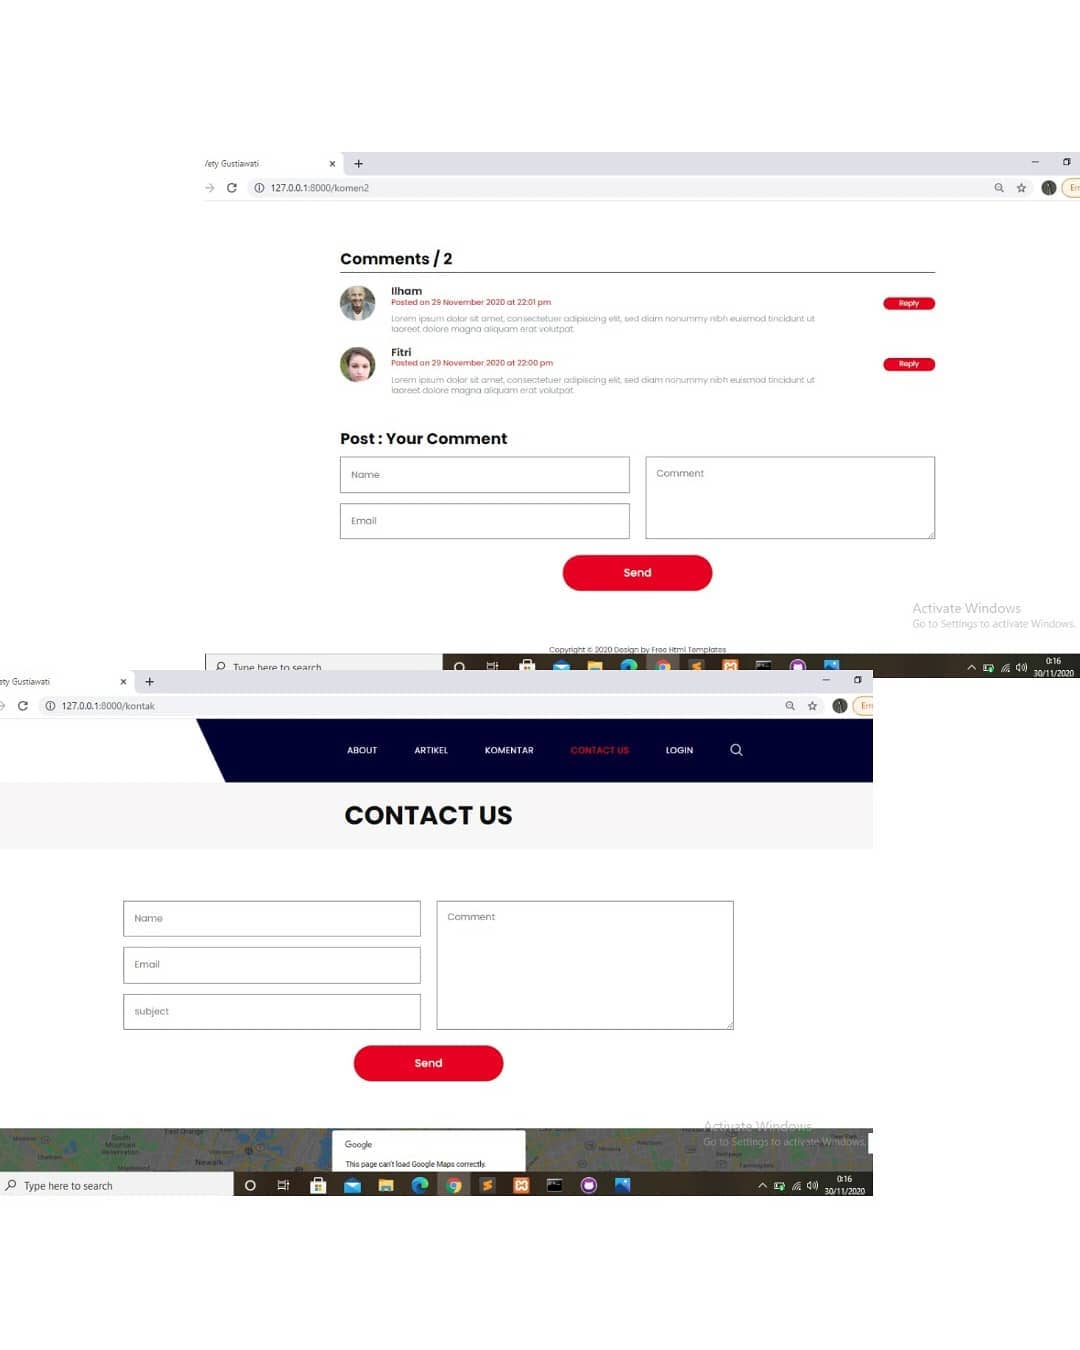 Vety Gustiawati
127.0.0.1:8000/komen2
Comments / 2
Ilham
Posted on 29 November 2020 at 22:01 pm
Reply
Lorem ipsum dolor sit amet, consectetuer adipiscing elit, sed diam nonummy nibh euismod tincidunt ut
laoreet dolore magna aliquam erat volutpat.
Fitri
Posted on 29 November 2020 at 22:00 pm
Reply
Lorem ipsum dolor sit amet, consectetuer adipiscing elit, sed diam nonummy nibh euismod tincidunt ut
laoreet dolore magna aliquam erat volutpat.
Post : Your Comment
Name
Comment
Email
Send
Activate Windows
Go to Settings to activate Windows.
Copyright © 2020 Design by Free Html Templates
Type here to search
0:16
30/11/2020
ety Gustiawati
127.0.0.1:8000/kontak
ABOUT ARTIKEL KOMENTAR CONTACT US LOGIN
CONTACT US
Name
Comment
Email
subject
Send
Activate Windows
Go to Settings to activate Windows.
East Orange
South
Mountain
Reservation
Newark
Google
This page can't load Google Maps correctly.
Type here to search
0:16
30/11/2020